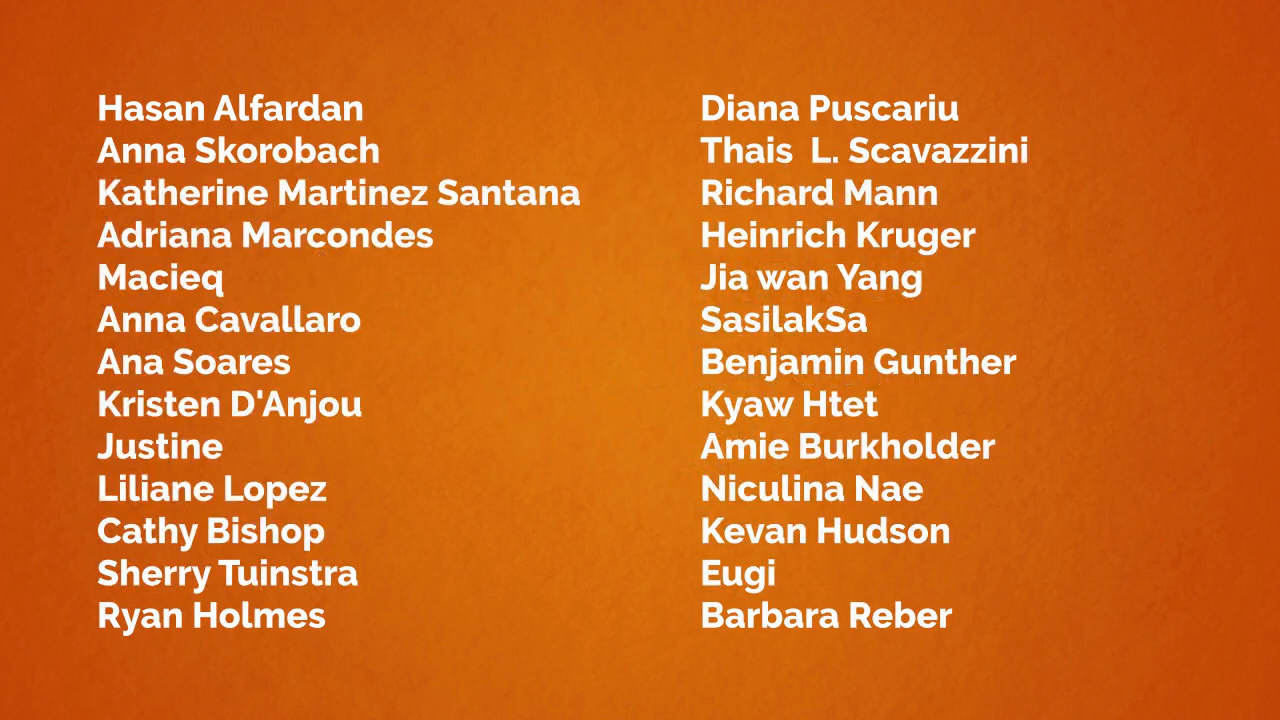 Hasan Alfardan
Anna Skorobach
Katherine Martinez Santana
Adriana Marcondes
Macieq
Anna Cavallaro
Ana Soares
Kristen D'Anjou
Justine
Liliane Lopez
Cathy Bishop
Sherry Tuinstra
Ryan Holmes
Diana Puscariu
Thais  L. Scavazzini
Richard Mann
Heinrich Kruger
Jia wan Yang
SasilakSa
Benjamin Gunther
Kyaw Htet
Amie Burkholder
Niculina Nae
Kevan Hudson
Eugi
Barbara Reber